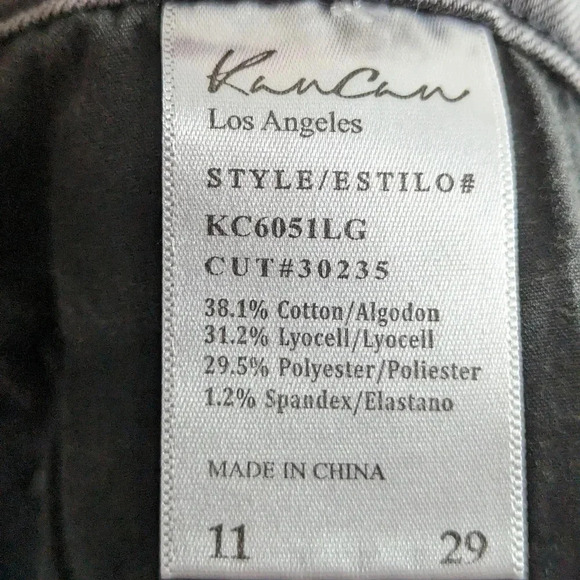 KanCan
Los Angeles
STYLE/ESTILO#
KC6051LG
CUT#30235
38.1% Cotton/Algodon
31.2% Lyocell/Lyocell
29.5% Polyester/Poliester
1.2% Spandex/Elastano
MADE IN CHINA
11 29